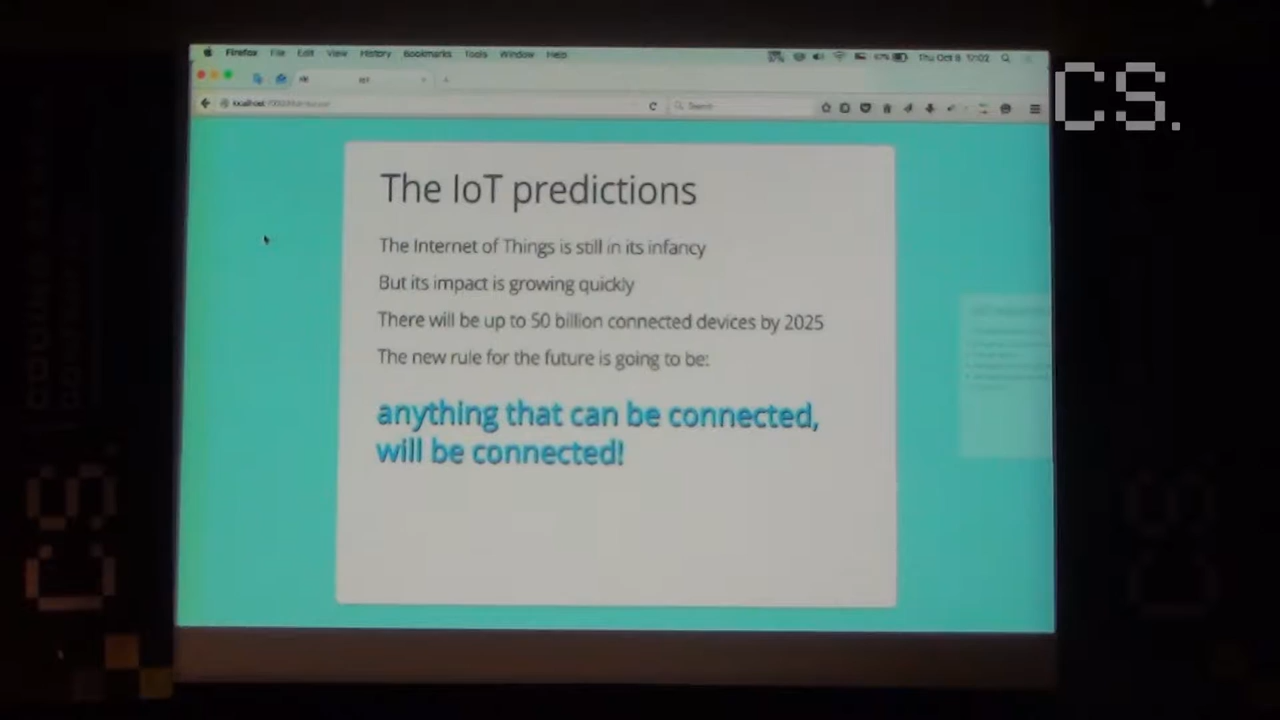 Firefox File Edit View History Bookmarks Tools Window Help
Thu Oct 8
Search
CS.
The IoT predictions
The Internet of Things is still in its infancy
But its impact is growing quickly
There will be up to 50 billion connected devices by 2025
The new rule for the future is going to be:
anything that can be connected,
will be connected!
CS.
CS